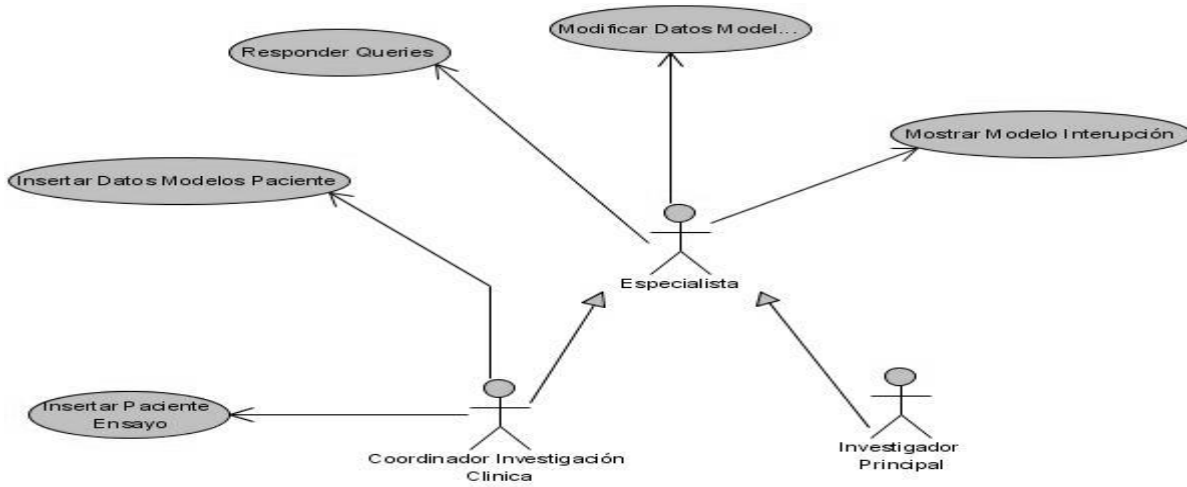 Modificar Datos Model...
Responder Queries
Mostrar Modelo Interupción
Insertar Datos Modelos Paciente
Especialista
Insertar Paciente
Ensayo
Coordinador Investigación
Clinica
Investigador
Principal